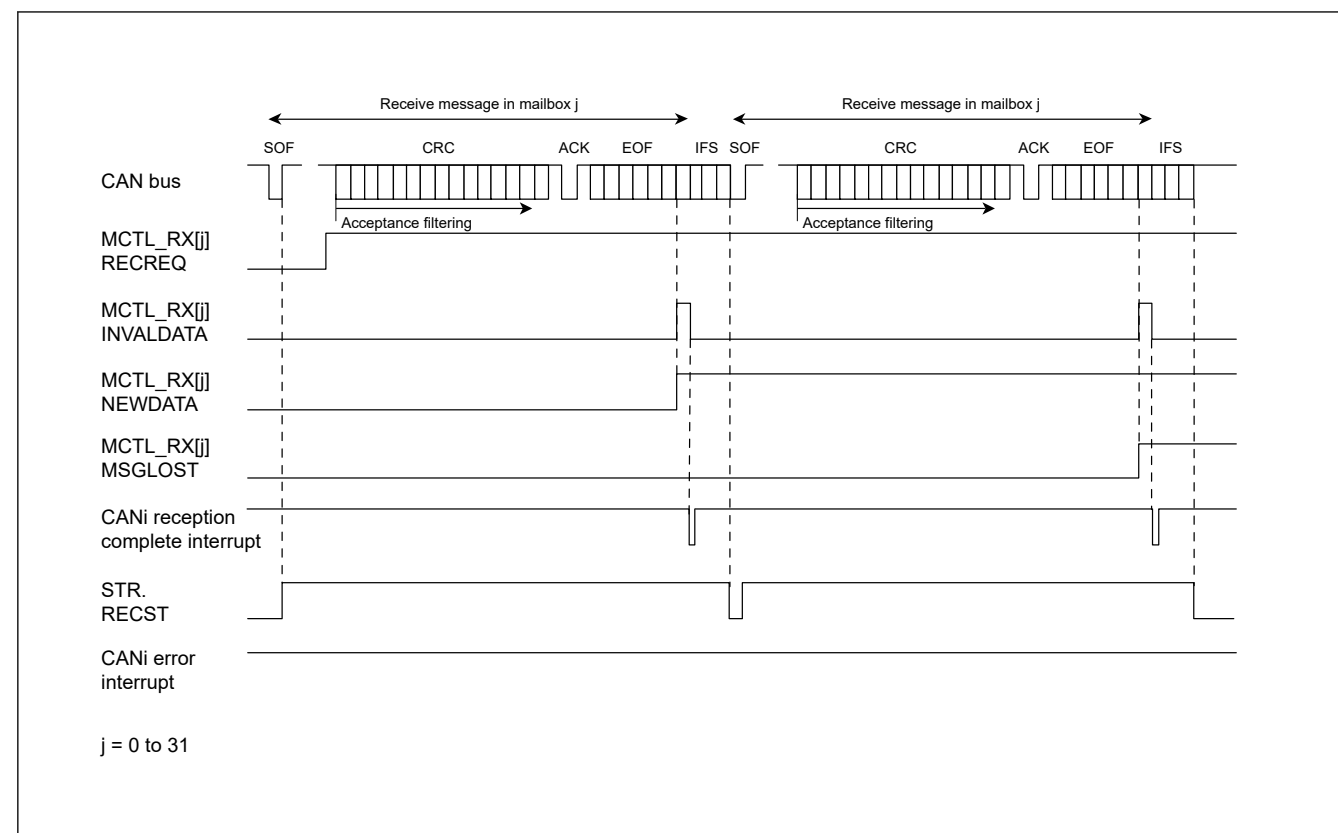 Receive message in mailbox j Receive message in mailbox j
SOF CRC ACK EOF IFS SOF CRC ACK EOF IFS
CAN bus
Acceptance filtering Acceptance filtering
MCTL_RX[j]
RECREQ
MCTL_RX[j]
INVALDATA
MCTL_RX[j]
NEWDATA
MCTL_RX[j]
MSGLOST
CANi reception
complete interrupt
STR.
RECST
CANi error
interrupt
j = 0 to 31